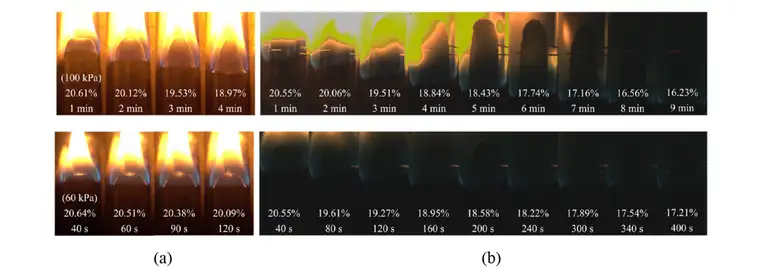 (100 kPa)
20.61% 20.12% 19.53% 18.97% 20.55% 20.06% 19.51% 18.84% 18.43% 17.74% 17.16% 16.56% 16.23%
1 min 2 min 3 min 4 min 1 min 2 min 3 min 4 min 5 min 6 min 7 min 8 min 9 min
(60 kPa)
20.64% 20.51% 20.38% 20.09% 20.55% 19.61% 19.27% 18.95% 18.58% 18.22% 17.89% 17.54% 17.21%
40 s 60 s 90 s 120 s 40 s 80 s 120 s 160 s 200 s 240 s 300 s 340 s 400 s
(a) (b)